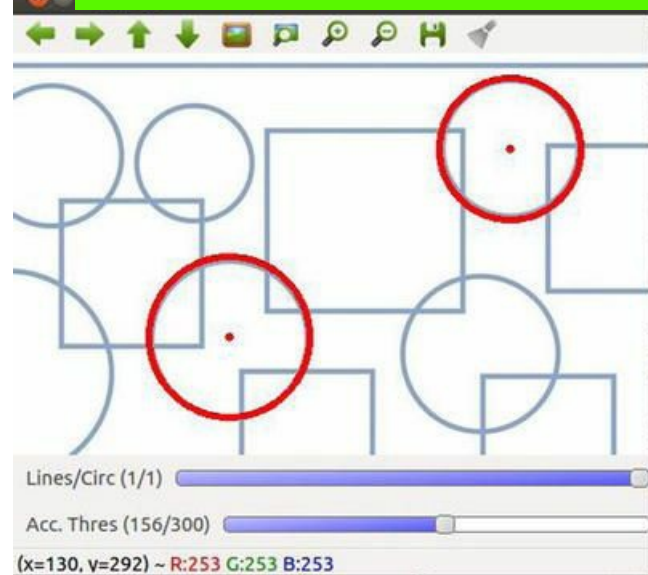 Lines/Circ (1/1)
Acc. Thres (156/300)
(x=130, y=292) ~ R:253 G:253 B:253